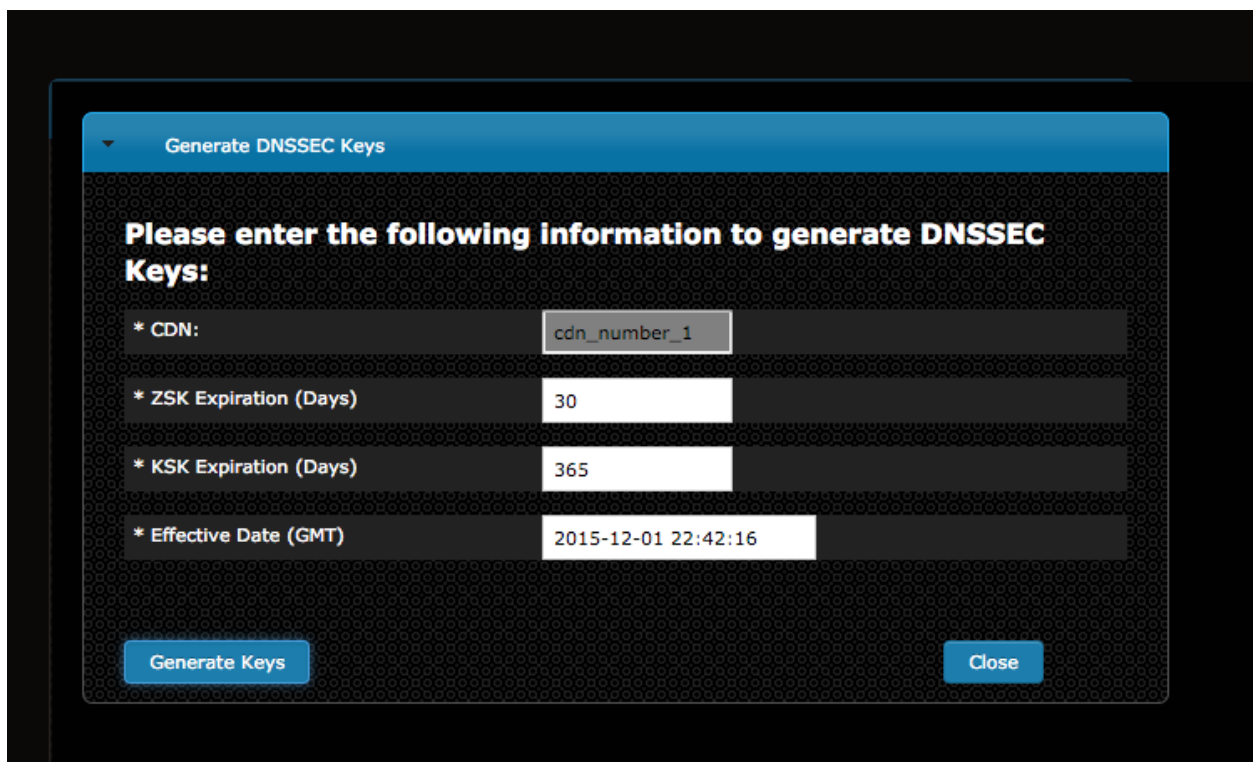 Generate DNSSEC Keys
Please enter the following information to generate DNSSEC
Keys:
* CDN: cdn_number_1
* ZSK Expiration (Days) 30
* KSK Expiration (Days) 365
* Effective Date (GMT) 2015-12-01 22:42:16
Generate Keys Close